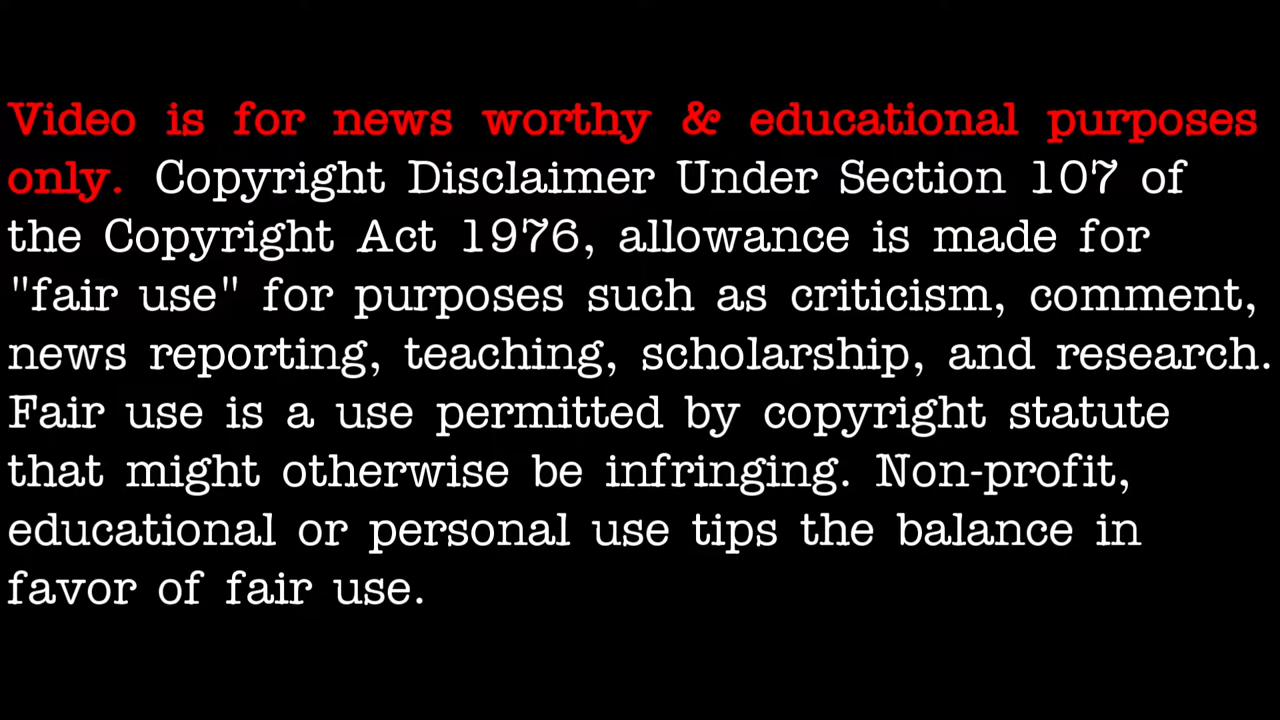 Video is for news worthy & educational purposes
only. Copyright Disclaimer Under Section 107 of
the Copyright Act 1976, allowance is made for
"fair use" for purposes such as criticism, comment,
news reporting, teaching, scholarship, and research.
Fair use is a use permitted by copyright statute
that might otherwise be infringing. Non-profit,
educational or personal use tips the balance in
favor of fair use.